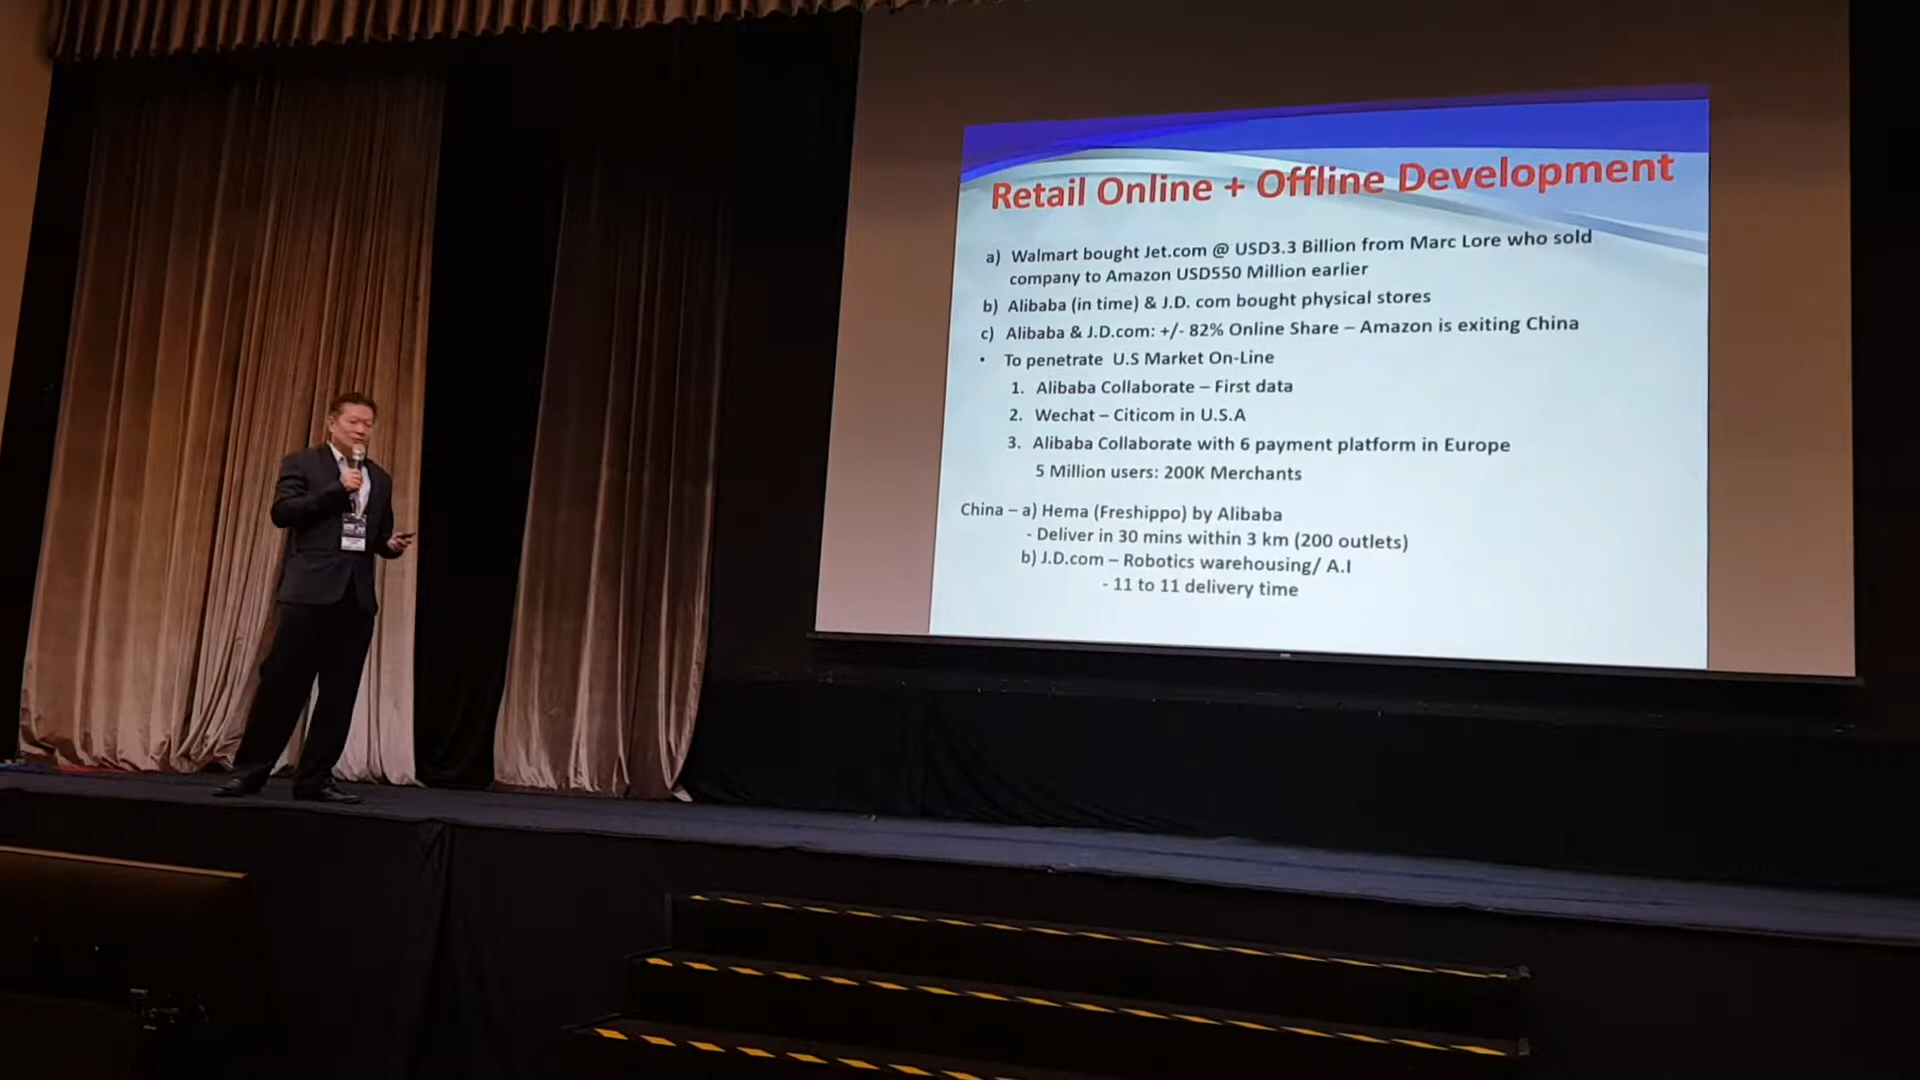 Retail Online + Offline Development
a) Walmart bought Jet.com @ USD3.3 Billion from Marc Lore who sold
company to Amazon USD550 Million earlier
b) Alibaba (in time) & J.D. com bought physical stores
c) Alibaba & J.D.com: +/- 82% Online Share – Amazon is exiting China
• To penetrate U.S Market On-Line
1. Alibaba Collaborate – First data
2. Wechat – Citicom in U.S.A
3. Alibaba Collaborate with 6 payment platform in Europe
5 Million users: 200K Merchants
China – a) Hema (Freshippo) by Alibaba
- Deliver in 30 mins within 3 km (200 outlets)
b) J.D.com – Robotics warehousing/ A.I
- 11 to 11 delivery time